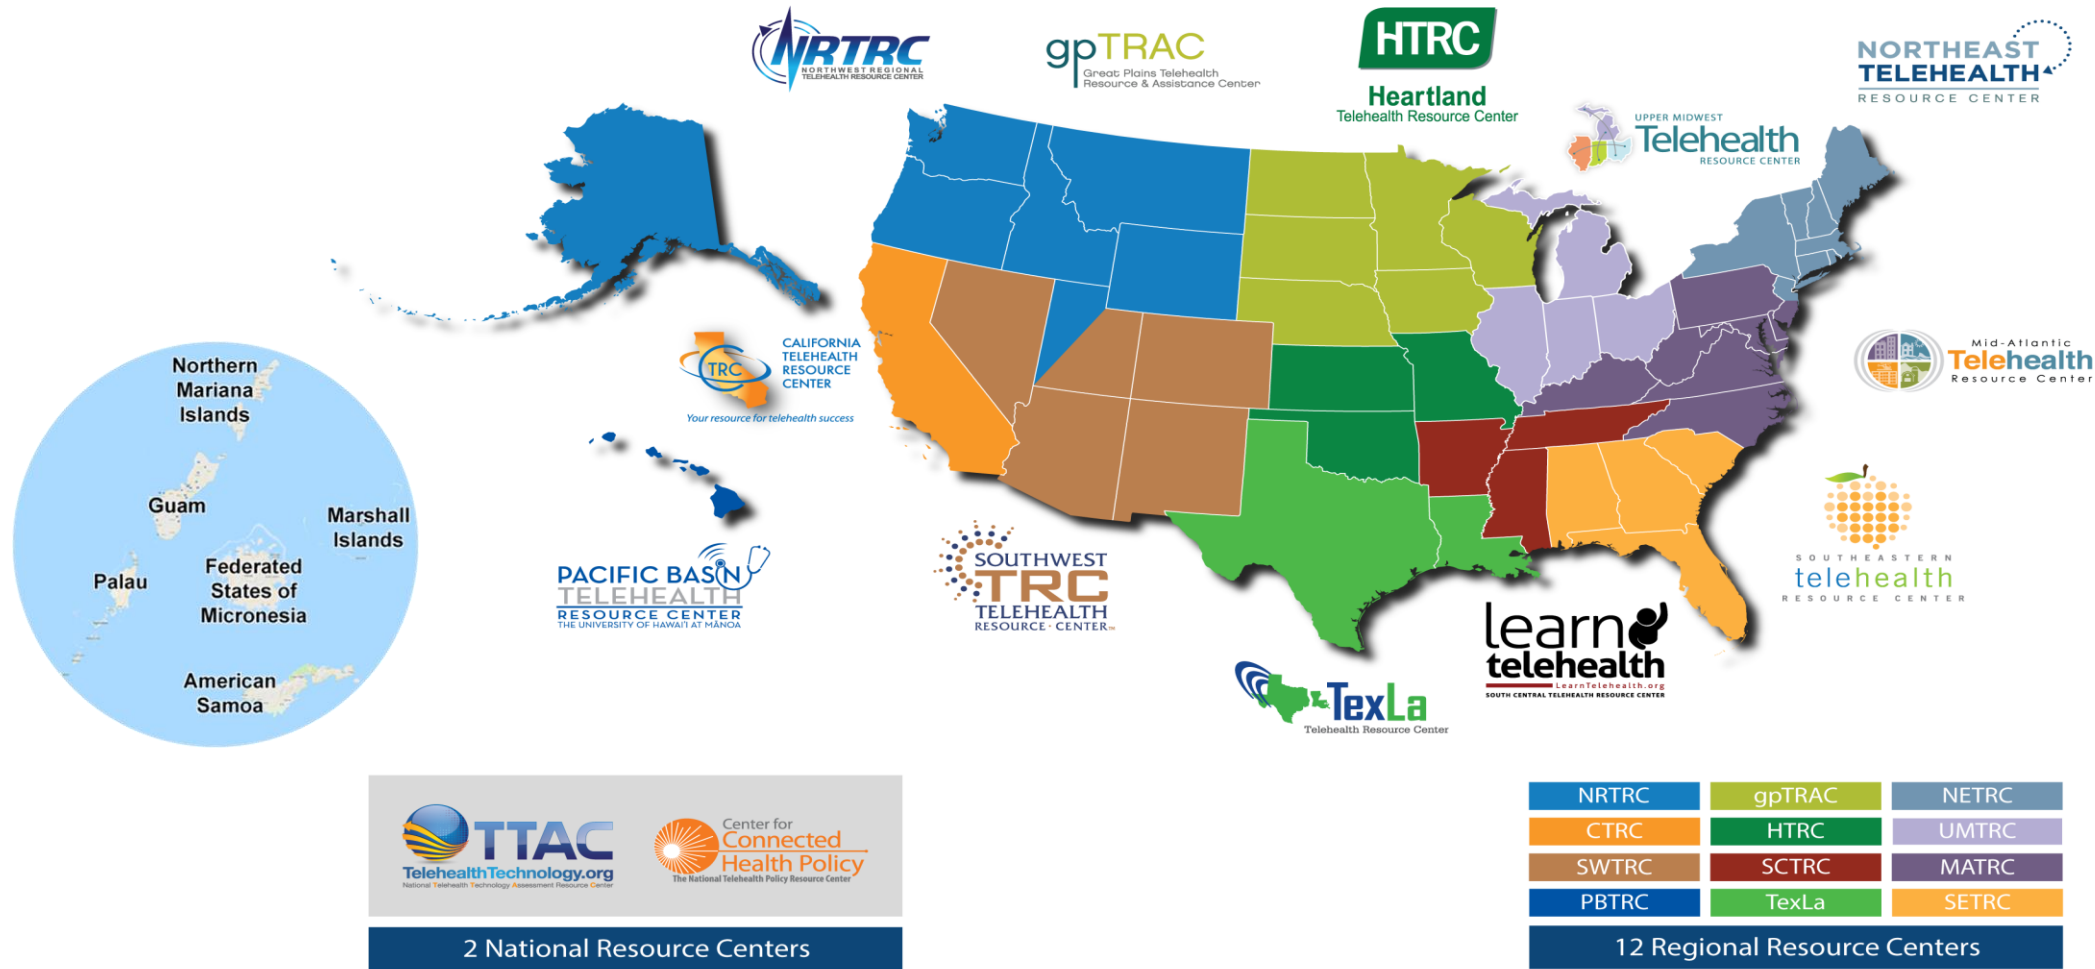 NRTRC
NORTHWEST REGIONAL
TELEHEALTH RESOURCE CENTER
gpTRAC
Great Plains Telehealth
Resource & Assistance Center
HTRC
Heartland
Telehealth Resource Center
NORTHEAST
TELEHEALTH
RESOURCE CENTER
UPPER MIDWEST
Telehealth
RESOURCE CENTER
TRC
CALIFORNIA
TELEHEALTH
RESOURCE
CENTER
Your resource for telehealth success
Mid-Atlantic
Telehealth
Resource Center
Northern
Mariana
Islands
Guam
Marshall
Islands
Palau
Federated
States of
Micronesia
American
Samoa
PACIFIC BASIN
TELEHEALTH
RESOURCE CENTER
THE UNIVERSITY OF HAWAI'I AT MĀNOA
SOUTHWEST
TRC
TELEHEALTH
RESOURCE · CENTER™
SOUTHEASTERN
telehealth
RESOURCE CENTER
learn
telehealth
LearnTelehealth.org
SOUTH CENTRAL TELEHEALTH RESOURCE CENTER
TexLa
Telehealth Resource Center
TTAC
TelehealthTechnology.org
National Telehealth Technology Assessment Resource Center
Center for
Connected
Health Policy
The National Telehealth Policy Resource Center
2 National Resource Centers
NRTRC gpTRAC NETRC
CTRC HTRC UMTRC
SWTRC SCTRC MATRC
PBTRC TexLa SETRC
12 Regional Resource Centers